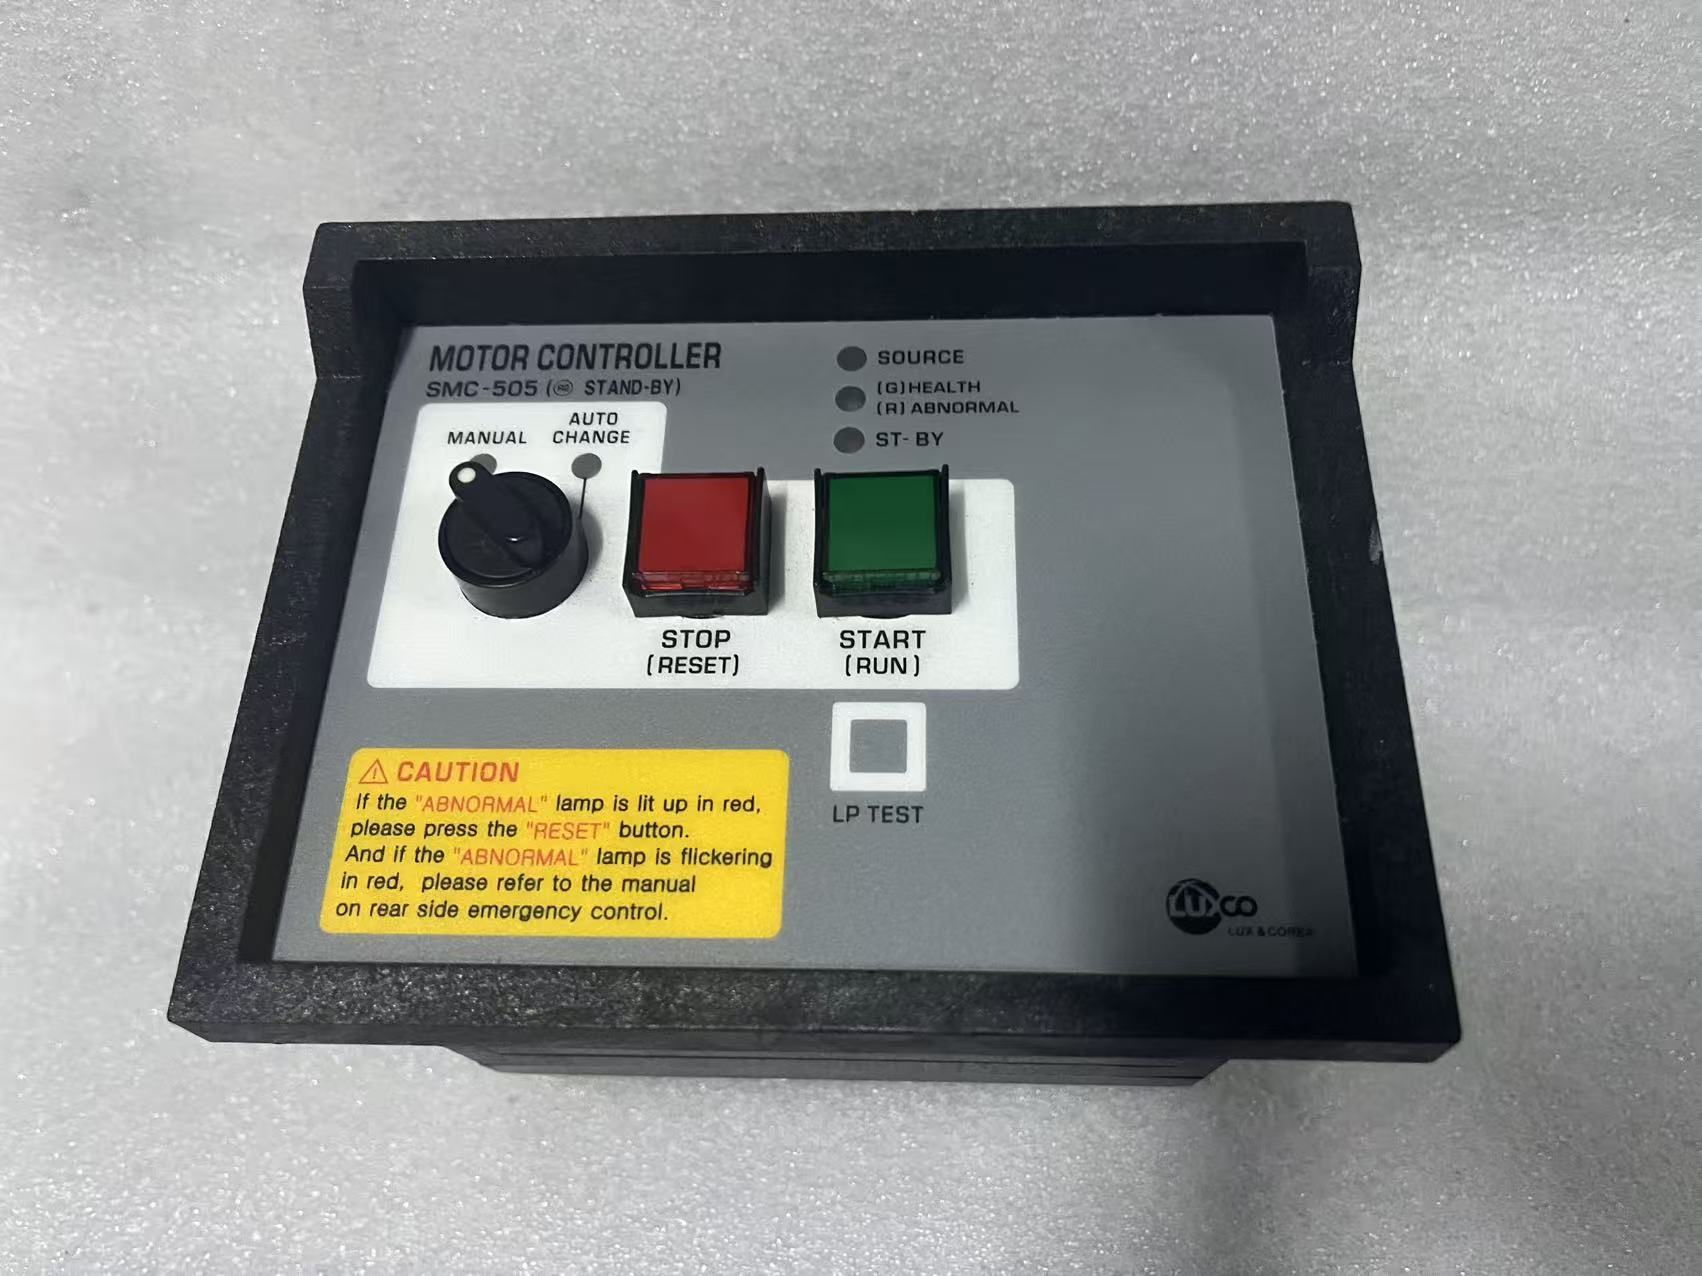 MOTOR CONTROLLER
SMC-505 ( STAND-BY)
MANUAL
AUTO
CHANGE
SOURCE
(G)HEALTH
(R)ABNORMAL
ST-BY
STOP
(RESET)
START
(RUN)
LP TEST
CAUTION
If the "ABNORMAL" lamp is lit up in red,
please press the "RESET" button.
And if the "ABNORMAL" lamp is flickering
in red, please refer to the manual
on rear side emergency control.
LUXCO
LUX & COREA